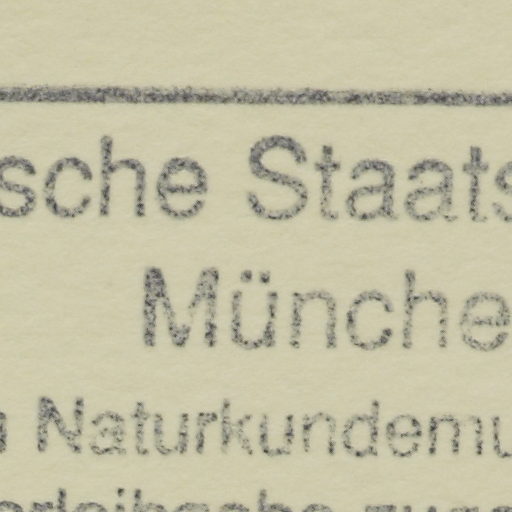 sche Staats
Münche
Naturkundemu